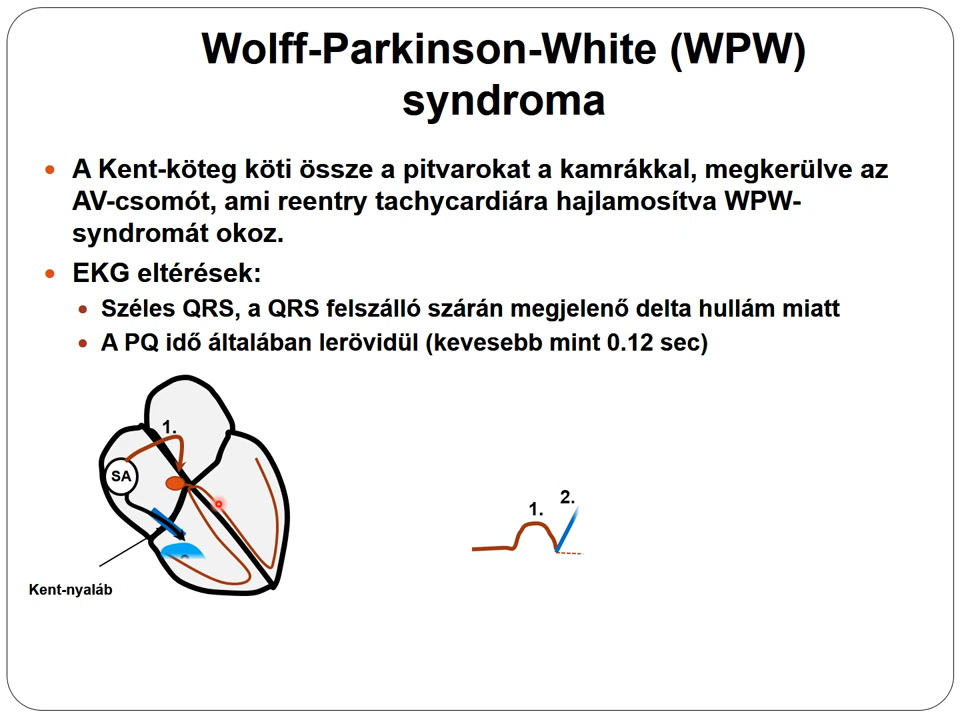 Wolff-Parkinson-White (WPW)
syndroma
A Kent-köteg köti össze a pitvarokat a kamrákkal, megkerülve az
AV-csomót, ami reentry tachycardiára hajlamosítva WPW-
syndromát okoz.
EKG eltérések:
Széles QRS, a QRS felszálló szárán megjelenő delta hullám miatt
A PQ idő általában lerövidül (kevesebb mint 0.12 sec)
1.
SA
2.
1.
Kent-nyaláb